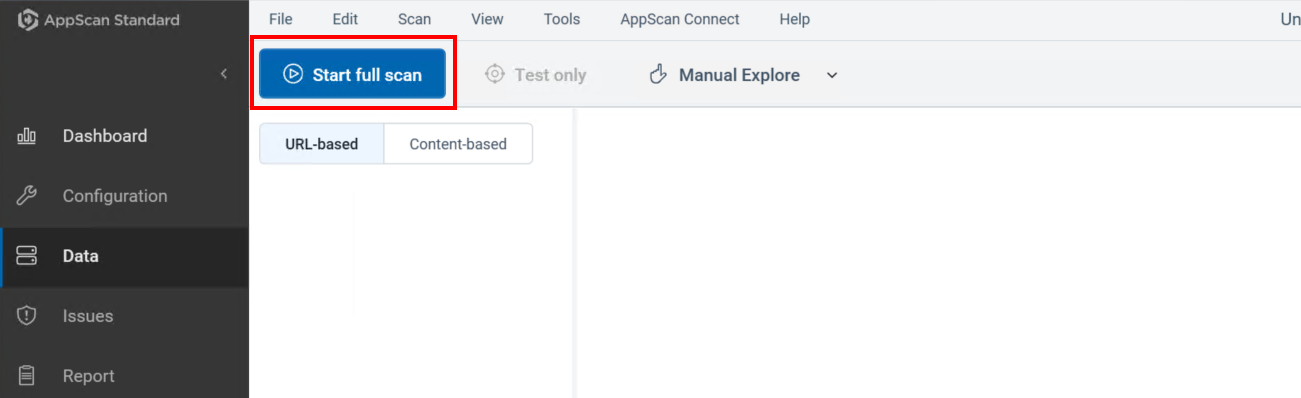 AppScan Standard
File Edit Scan View Tools AppScan Connect Help Un
Start full scan Test only Manual Explore
URL-based Content-based
Dashboard
Configuration
Data
Issues
Report